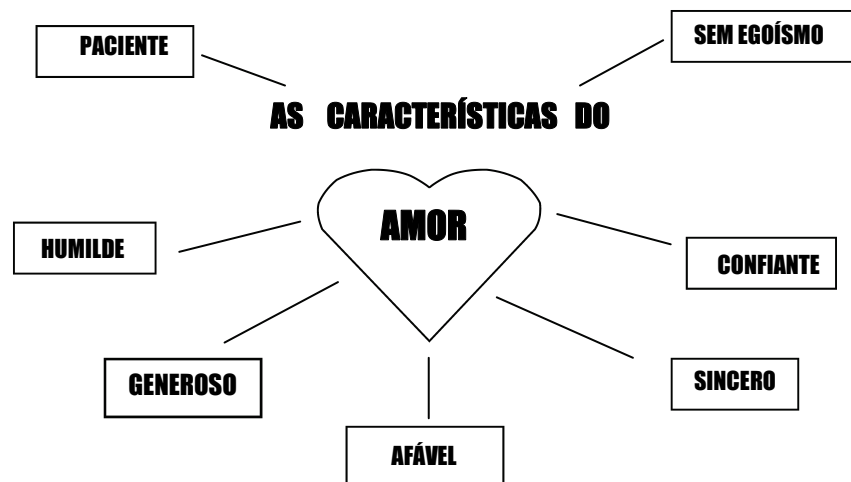 PACIENTE
SEM EGOÍSMO
AS CARACTERÍSTICAS DO
AMOR
HUMILDE
CONFIANTE
GENEROSO
SINCERO
AFÁVEL